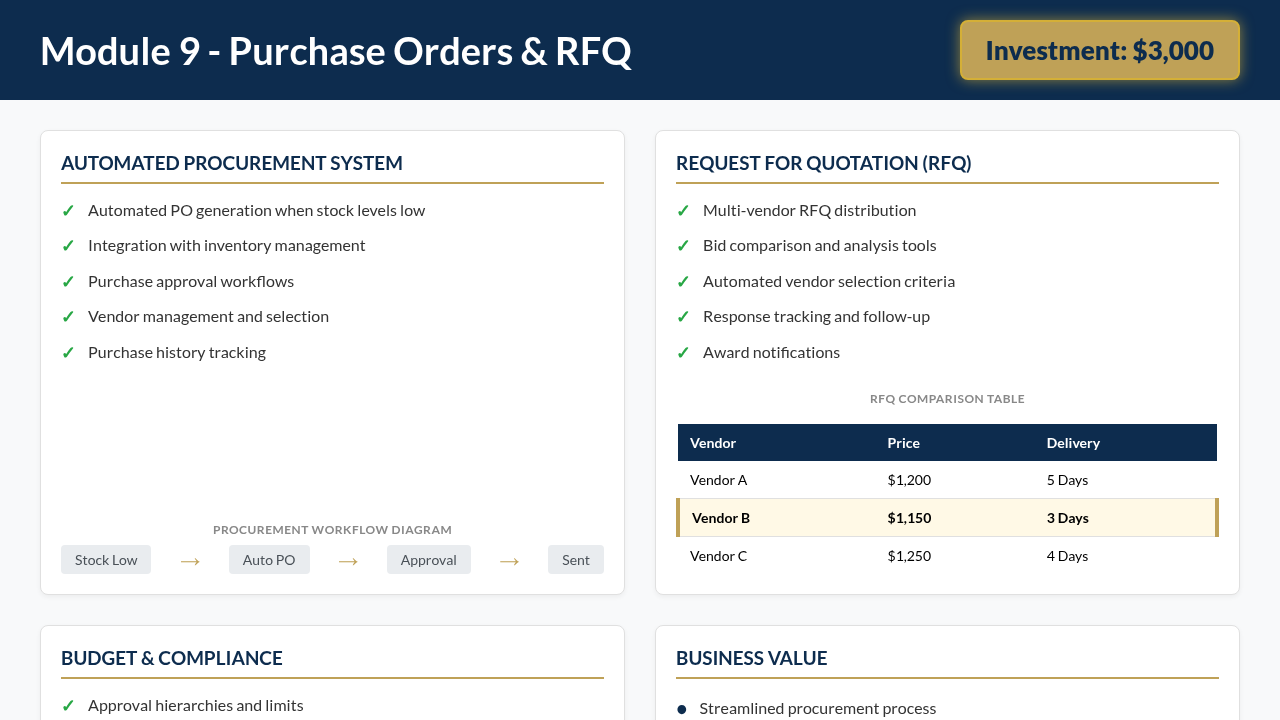 Module 9 - Purchase Orders & RFQ
Investment: $3,000
AUTOMATED PROCUREMENT SYSTEM
✓ Automated PO generation when stock levels low
✓ Integration with inventory management
✓ Purchase approval workflows
✓ Vendor management and selection
✓ Purchase history tracking
PROCUREMENT WORKFLOW DIAGRAM
Stock Low → Auto PO → Approval → Sent
REQUEST FOR QUOTATION (RFQ)
✓ Multi-vendor RFQ distribution
✓ Bid comparison and analysis tools
✓ Automated vendor selection criteria
✓ Response tracking and follow-up
✓ Award notifications
RFQ COMPARISON TABLE
Vendor Price Delivery
Vendor A $1,200 5 Days
Vendor B $1,150 3 Days
Vendor C $1,250 4 Days
BUDGET & COMPLIANCE
✓ Approval hierarchies and limits
BUSINESS VALUE
● Streamlined procurement process